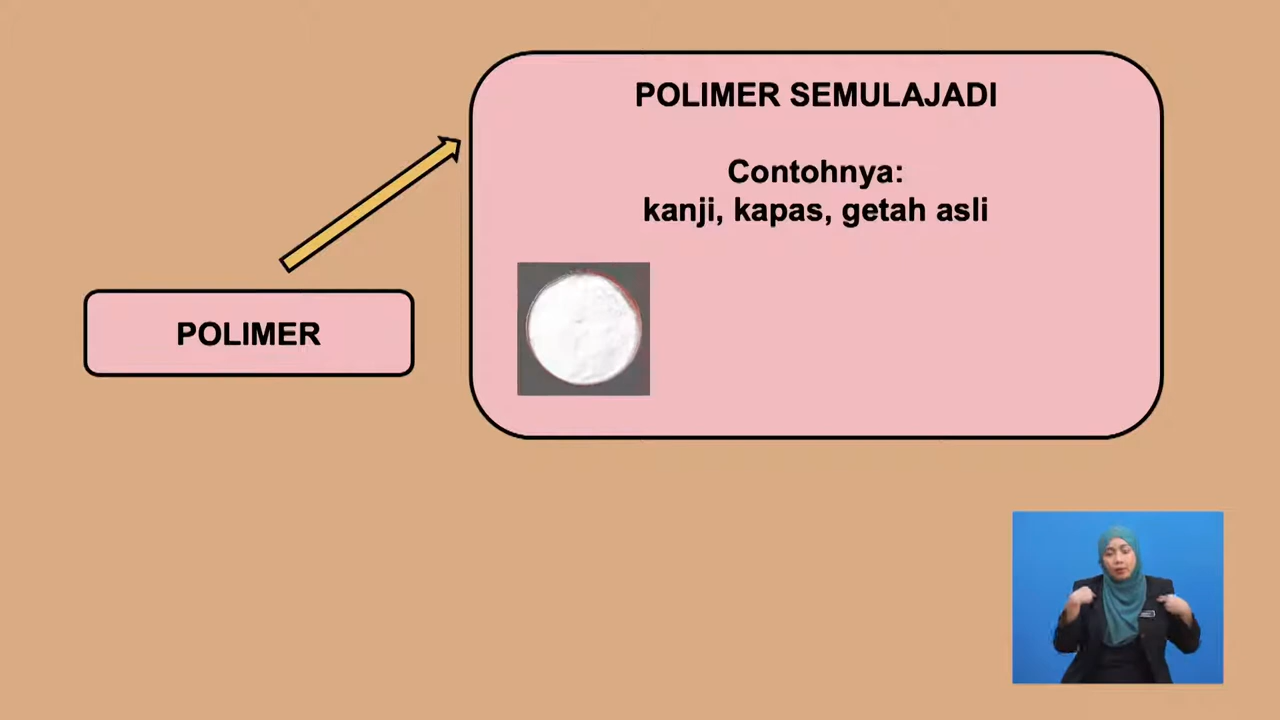 POLIMER SEMULAJADI
Contohnya:
kanji, kapas, getah asli
POLIMER